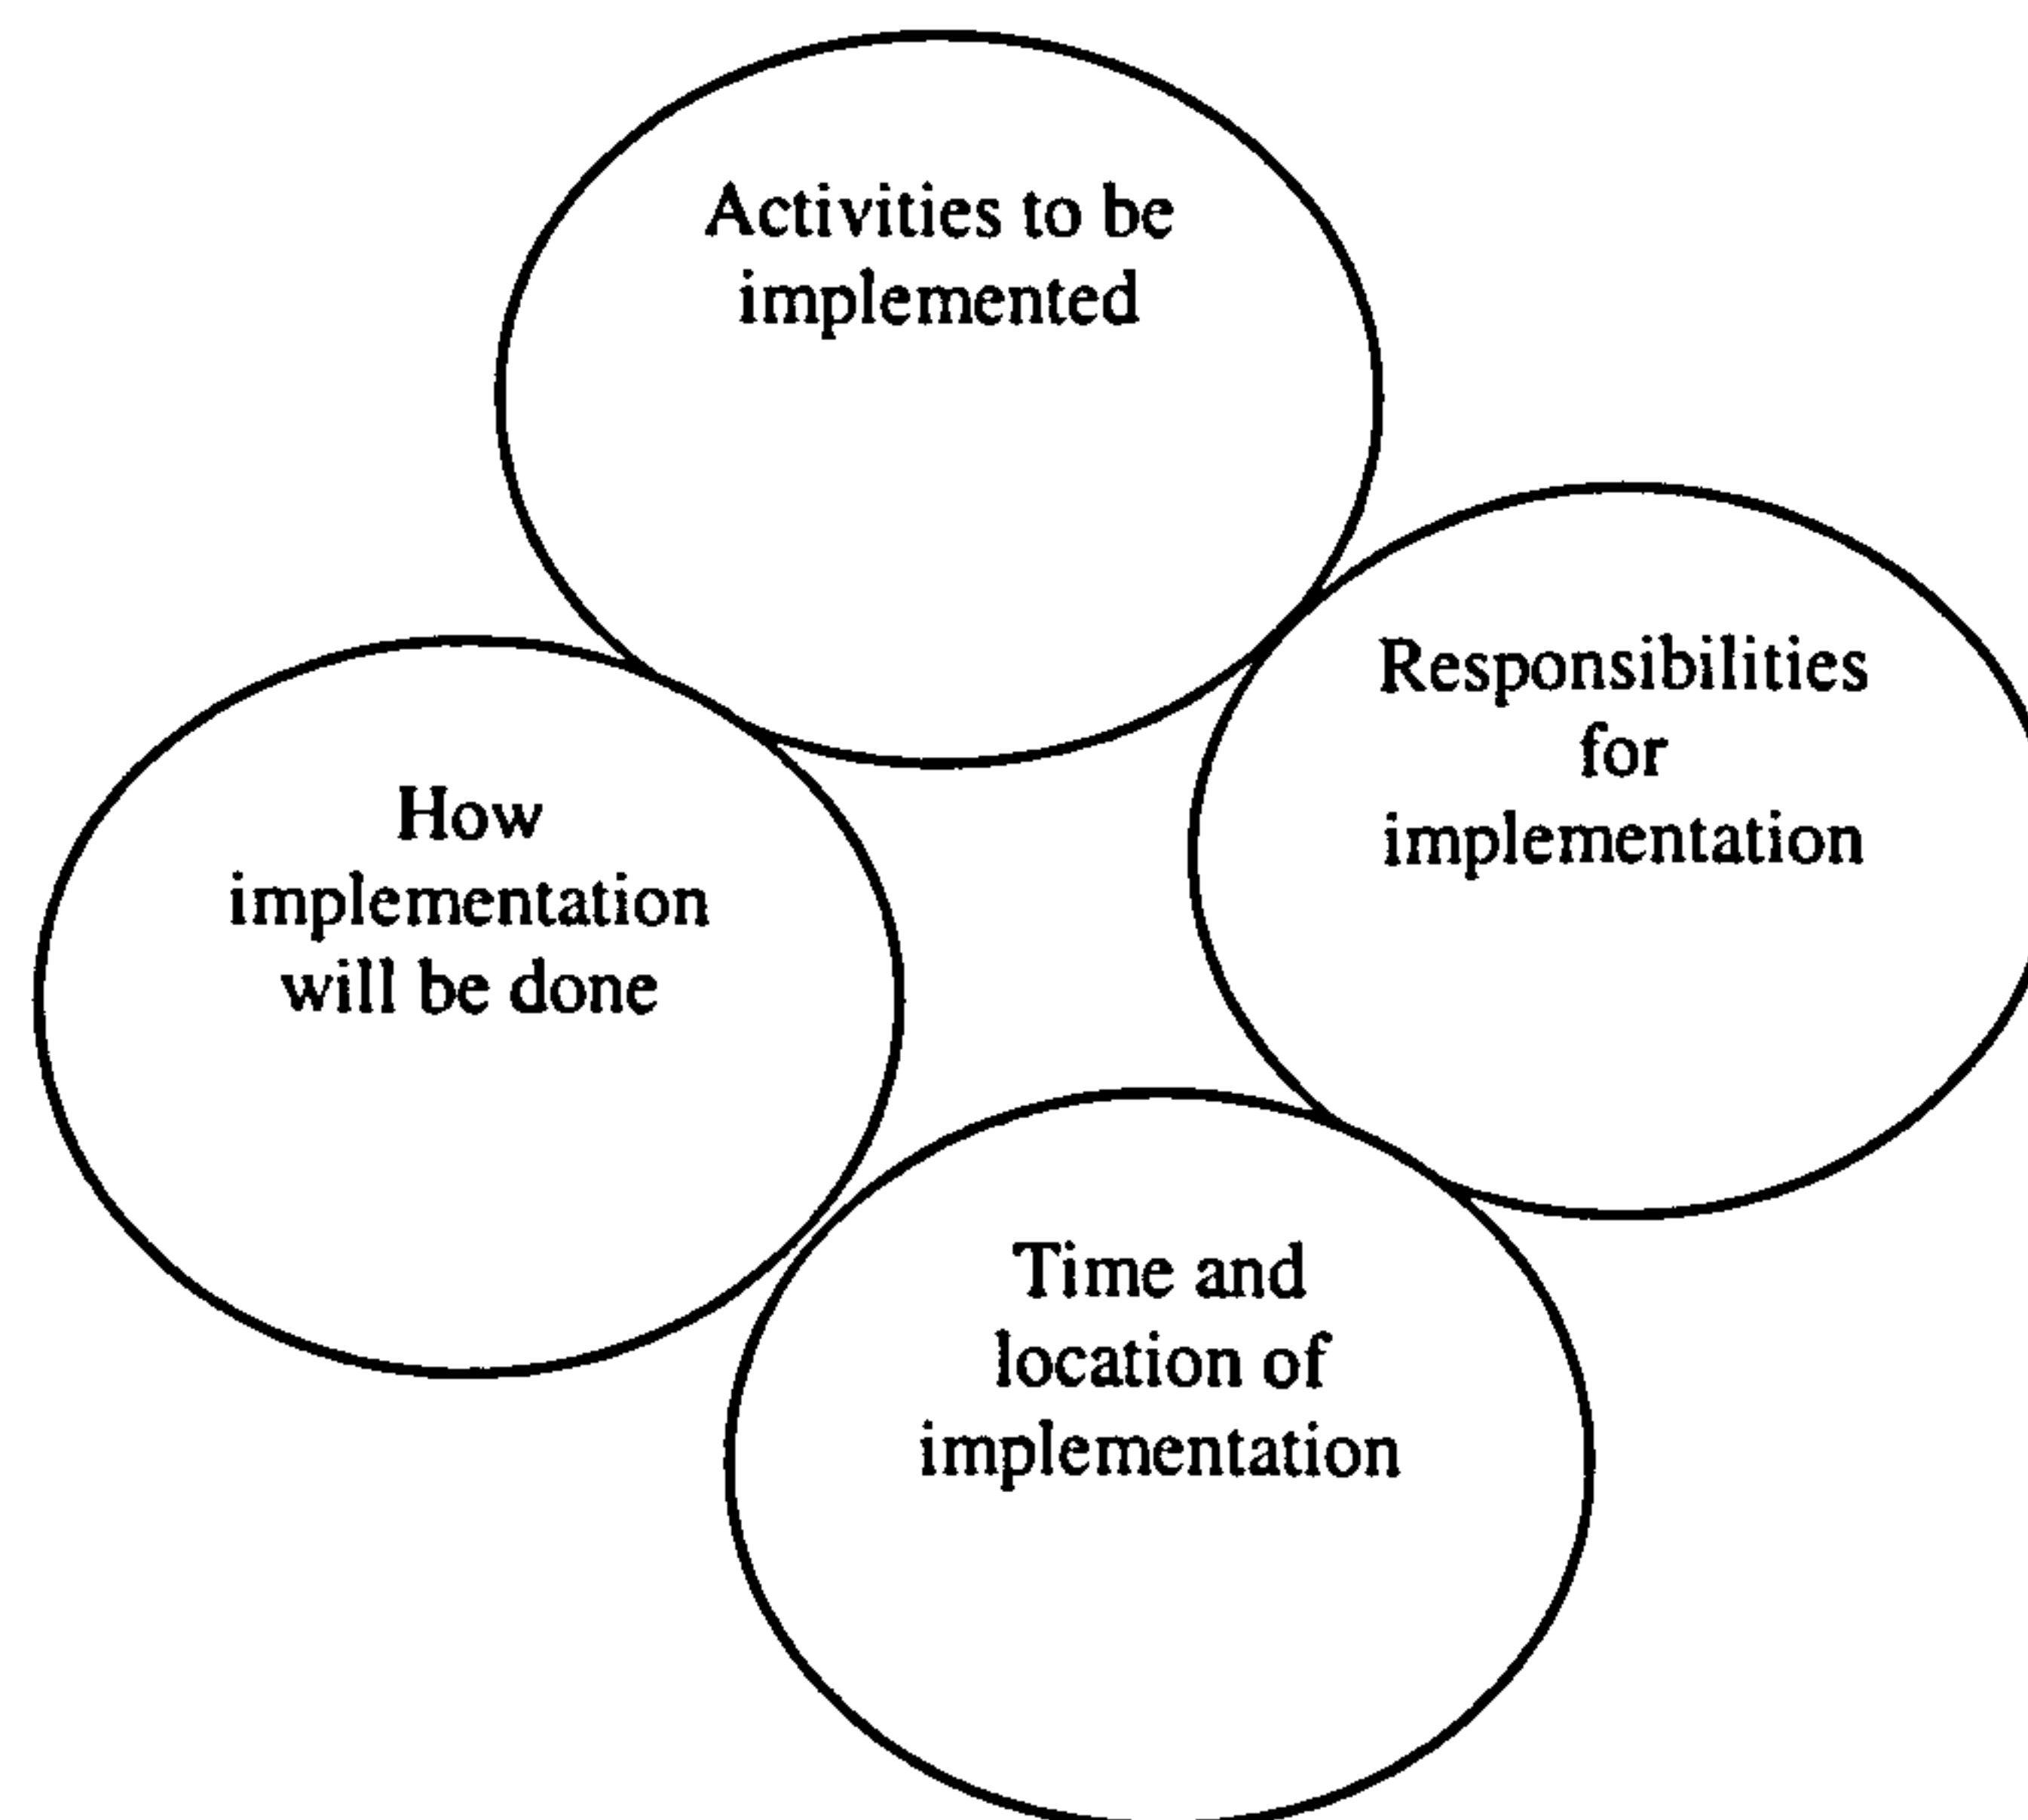 Activities to be
implemented
Responsibilities
for
implementation
How
implementation
will be done
Time and
location of
implementation